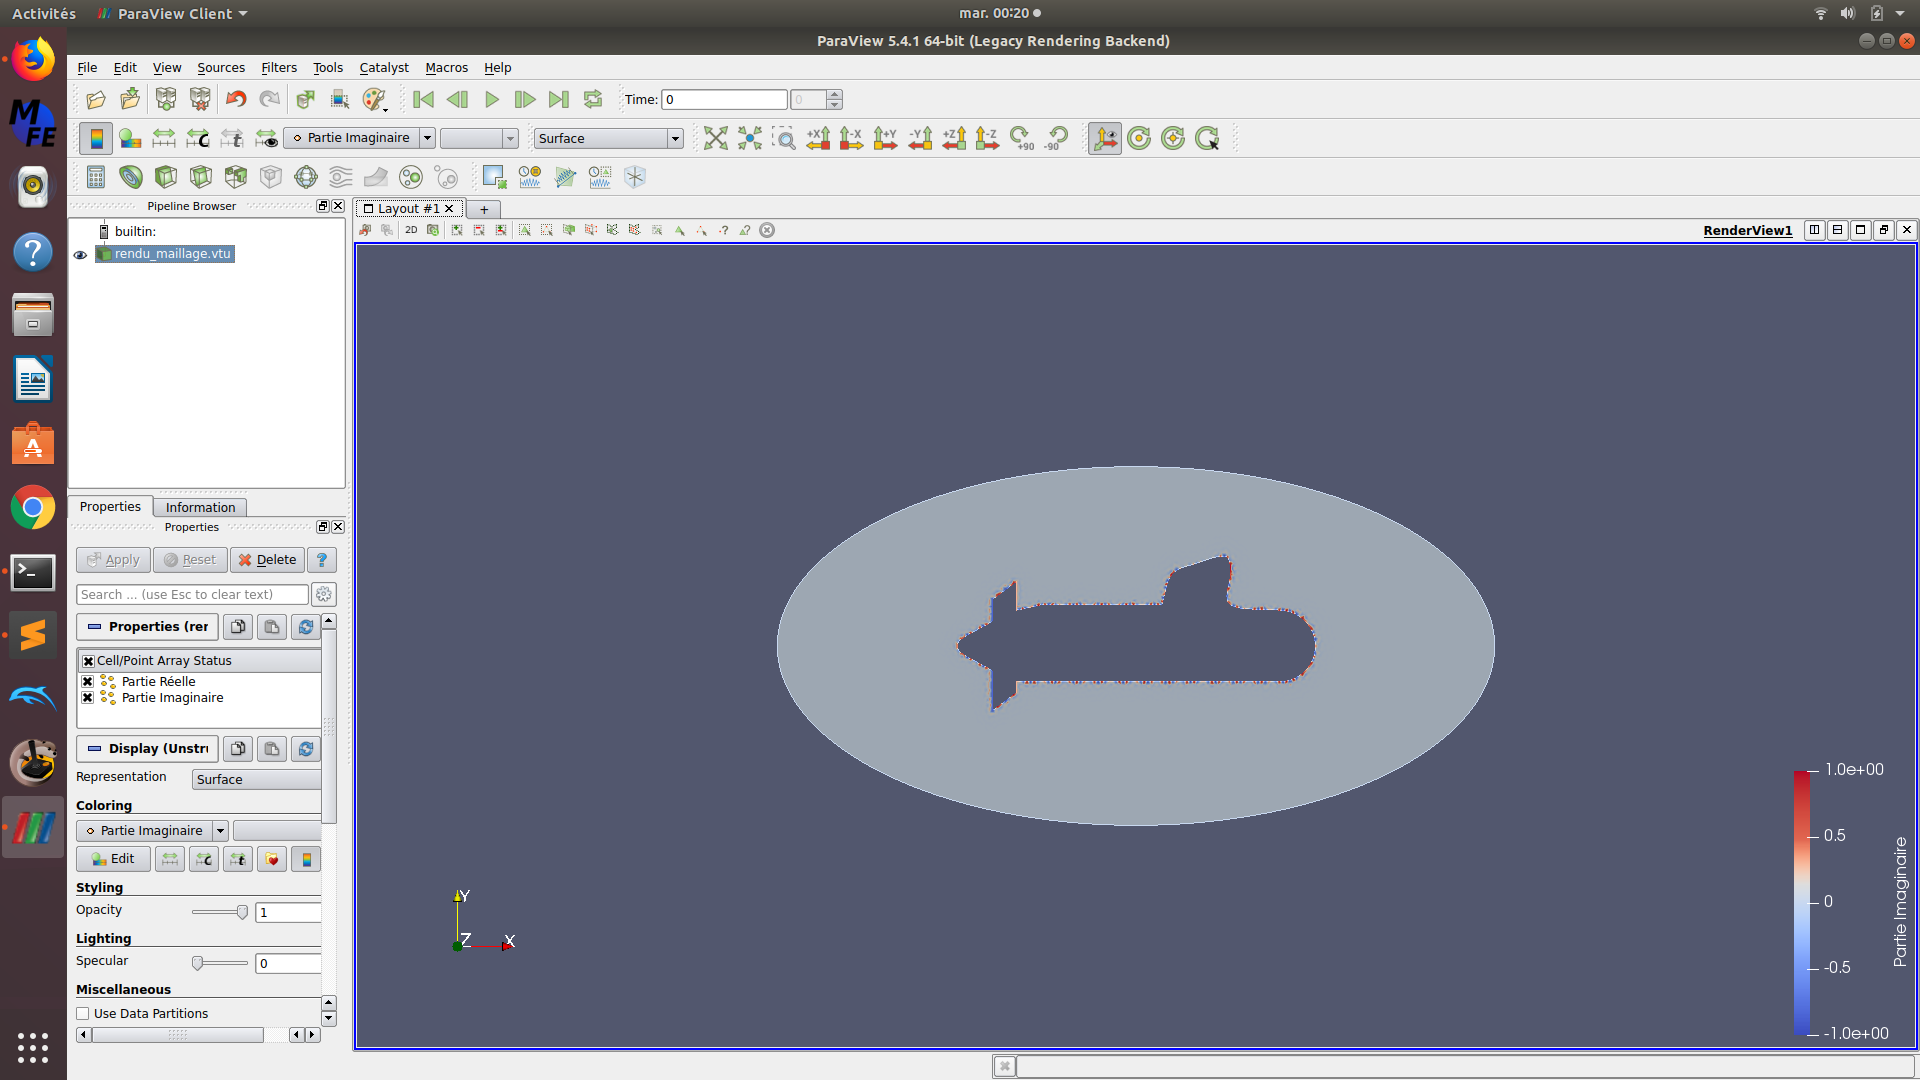 Activités
ParaView Client
mar. 00:20
ParaView 5.4.1 64-bit (Legacy Rendering Backend)
File Edit View Sources Filters Tools Catalyst Macros Help
Time: 0 0
Partie Imaginaire Surface +X -X +Y -Y +Z -Z +90 -90
Pipeline Browser
Layout #1 +
builtin:
2D
RenderView1
rendu_maillage.vtu
Properties Information
Properties
Apply Reset Delete ?
Search ... (use Esc to clear text)
Properties (rer
Cell/Point Array Status
Partie Réelle
Partie Imaginaire
Display (Unstru
Representation Surface
Coloring
Partie Imaginaire
Edit
Styling
Opacity 1
Lighting
Specular 0
Miscellaneous
Use Data Partitions
Y
Z X
1.0e+00
0.5
0
-0.5
-1.0e+00
Partie Imaginaire